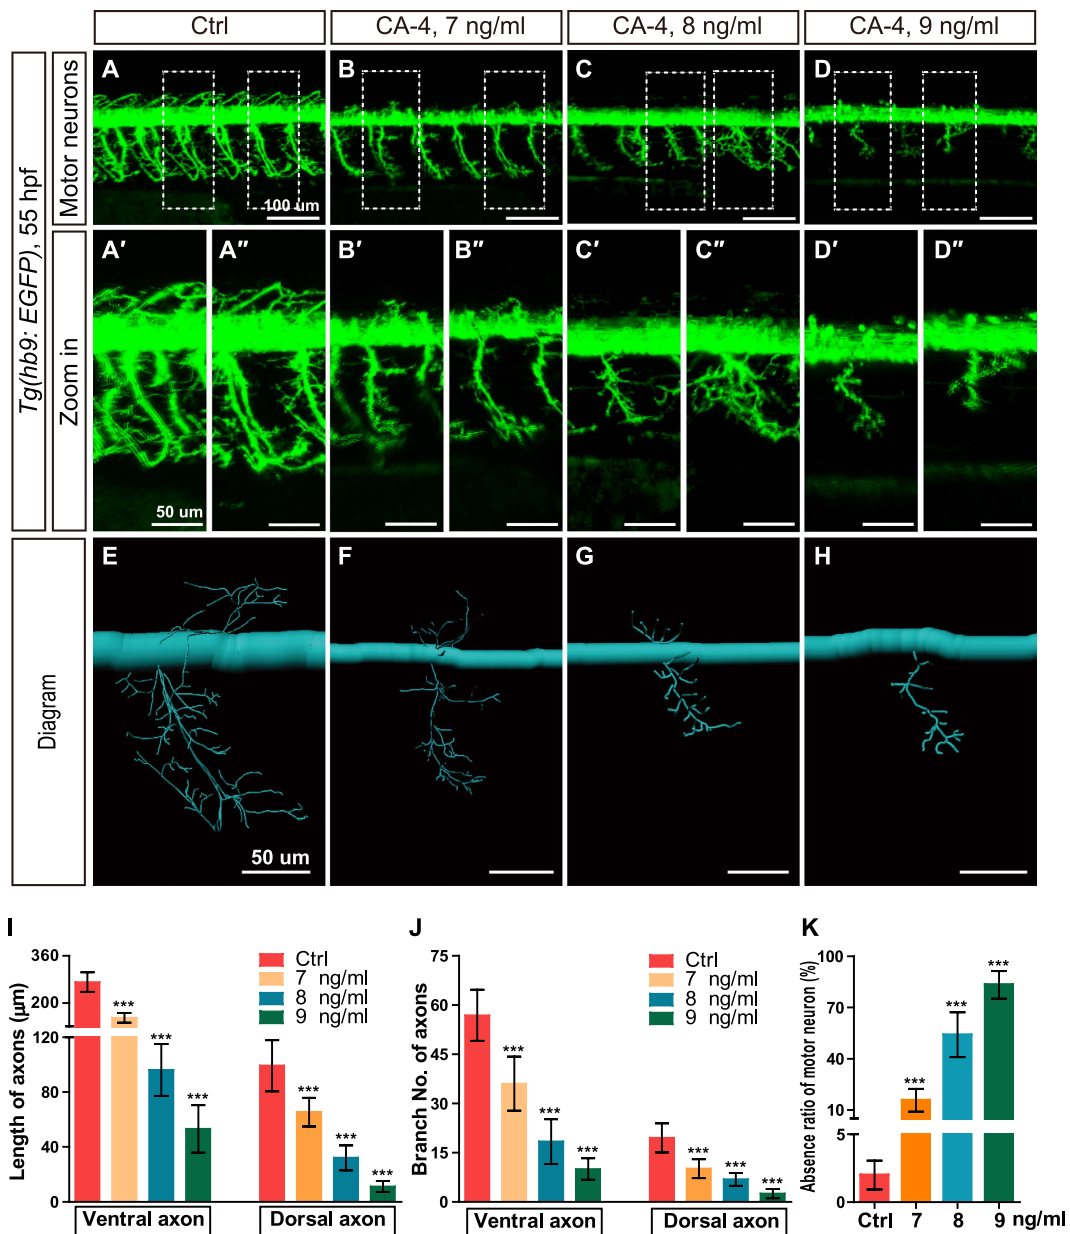 Ctrl
CA-4, 7 ng/ml
CA-4, 8 ng/ml
CA-4, 9 ng/ml
Tg(hb9: EGFP), 55 hpf
Motor neurons
A
B
C
D
100 um
Zoom in
A′
A″
B′
B″
C′
C″
D′
D″
50 um
Diagram
E
F
G
H
50 um
I
Length of axons (μm)
360
200
120
80
40
0
Ctrl
7 ng/ml
8 ng/ml
9 ng/ml
***
***
***
***
***
***
Ventral axon
Dorsal axon
J
Branch No. of axons
75
60
45
30
15
0
Ctrl
7 ng/ml
8 ng/ml
9 ng/ml
***
***
***
***
***
***
Ventral axon
Dorsal axon
K
Absence ratio of motor neuron (%)
100
70
40
10
5
0
***
***
***
Ctrl 7 8 9 ng/ml